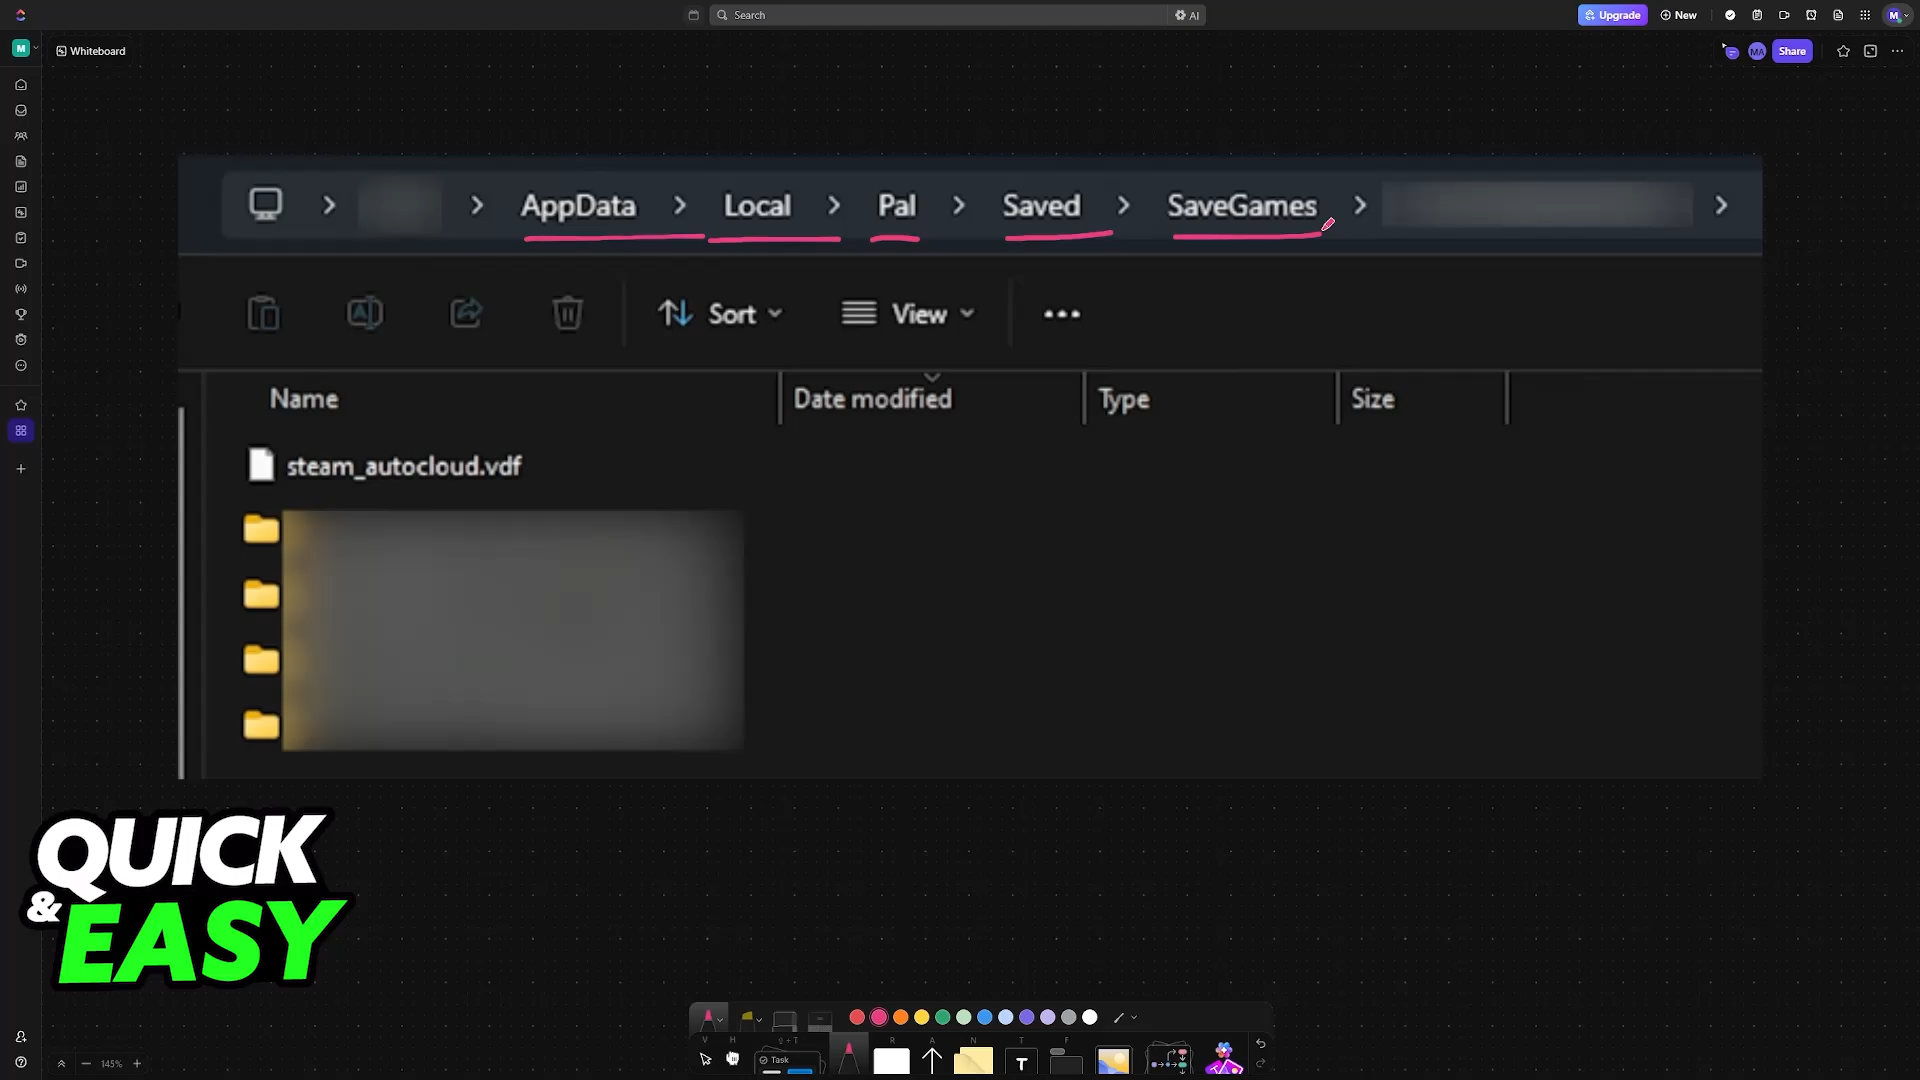 Search
AI
Upgrade
New
M
M
Whiteboard
MA
Share
AppData
Local
Pal
Saved
SaveGames
Sort
View
Name
Date modified
Type
Size
steam_autocloud.vdf
QUICK
&EASY
V
H
⇧ + T
R
A
N
T
F
Task
T
145%